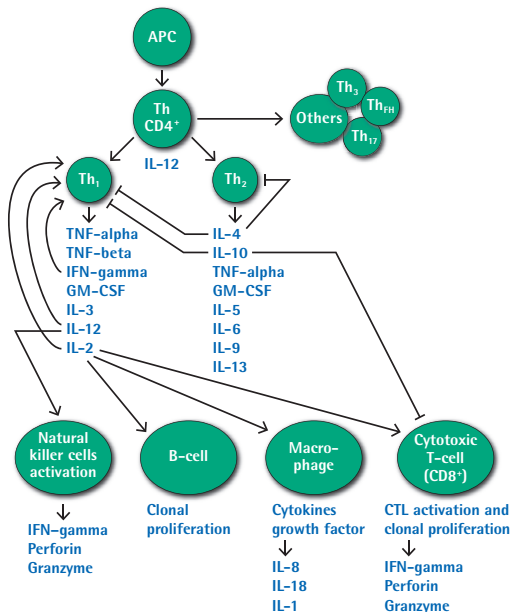 APC
Th
CD4⁺
Others
Th₃
Th_FH
Th₁₇
IL-12
Th₁
Th₂
TNF-alpha
TNF-beta
IFN-gamma
GM-CSF
IL-3
IL-12
IL-2
IL-4
IL-10
TNF-alpha
GM-CSF
IL-5
IL-6
IL-9
IL-13
Natural
killer cells
activation
IFN-gamma
Perforin
Granzyme
B-cell
Clonal
proliferation
Macro-
phage
Cytokines
growth factor
IL-8
IL-18
IL-1
Cytotoxic
T-cell
(CD8⁺)
CTL activation and
clonal proliferation
IFN-gamma
Perforin
Granzyme